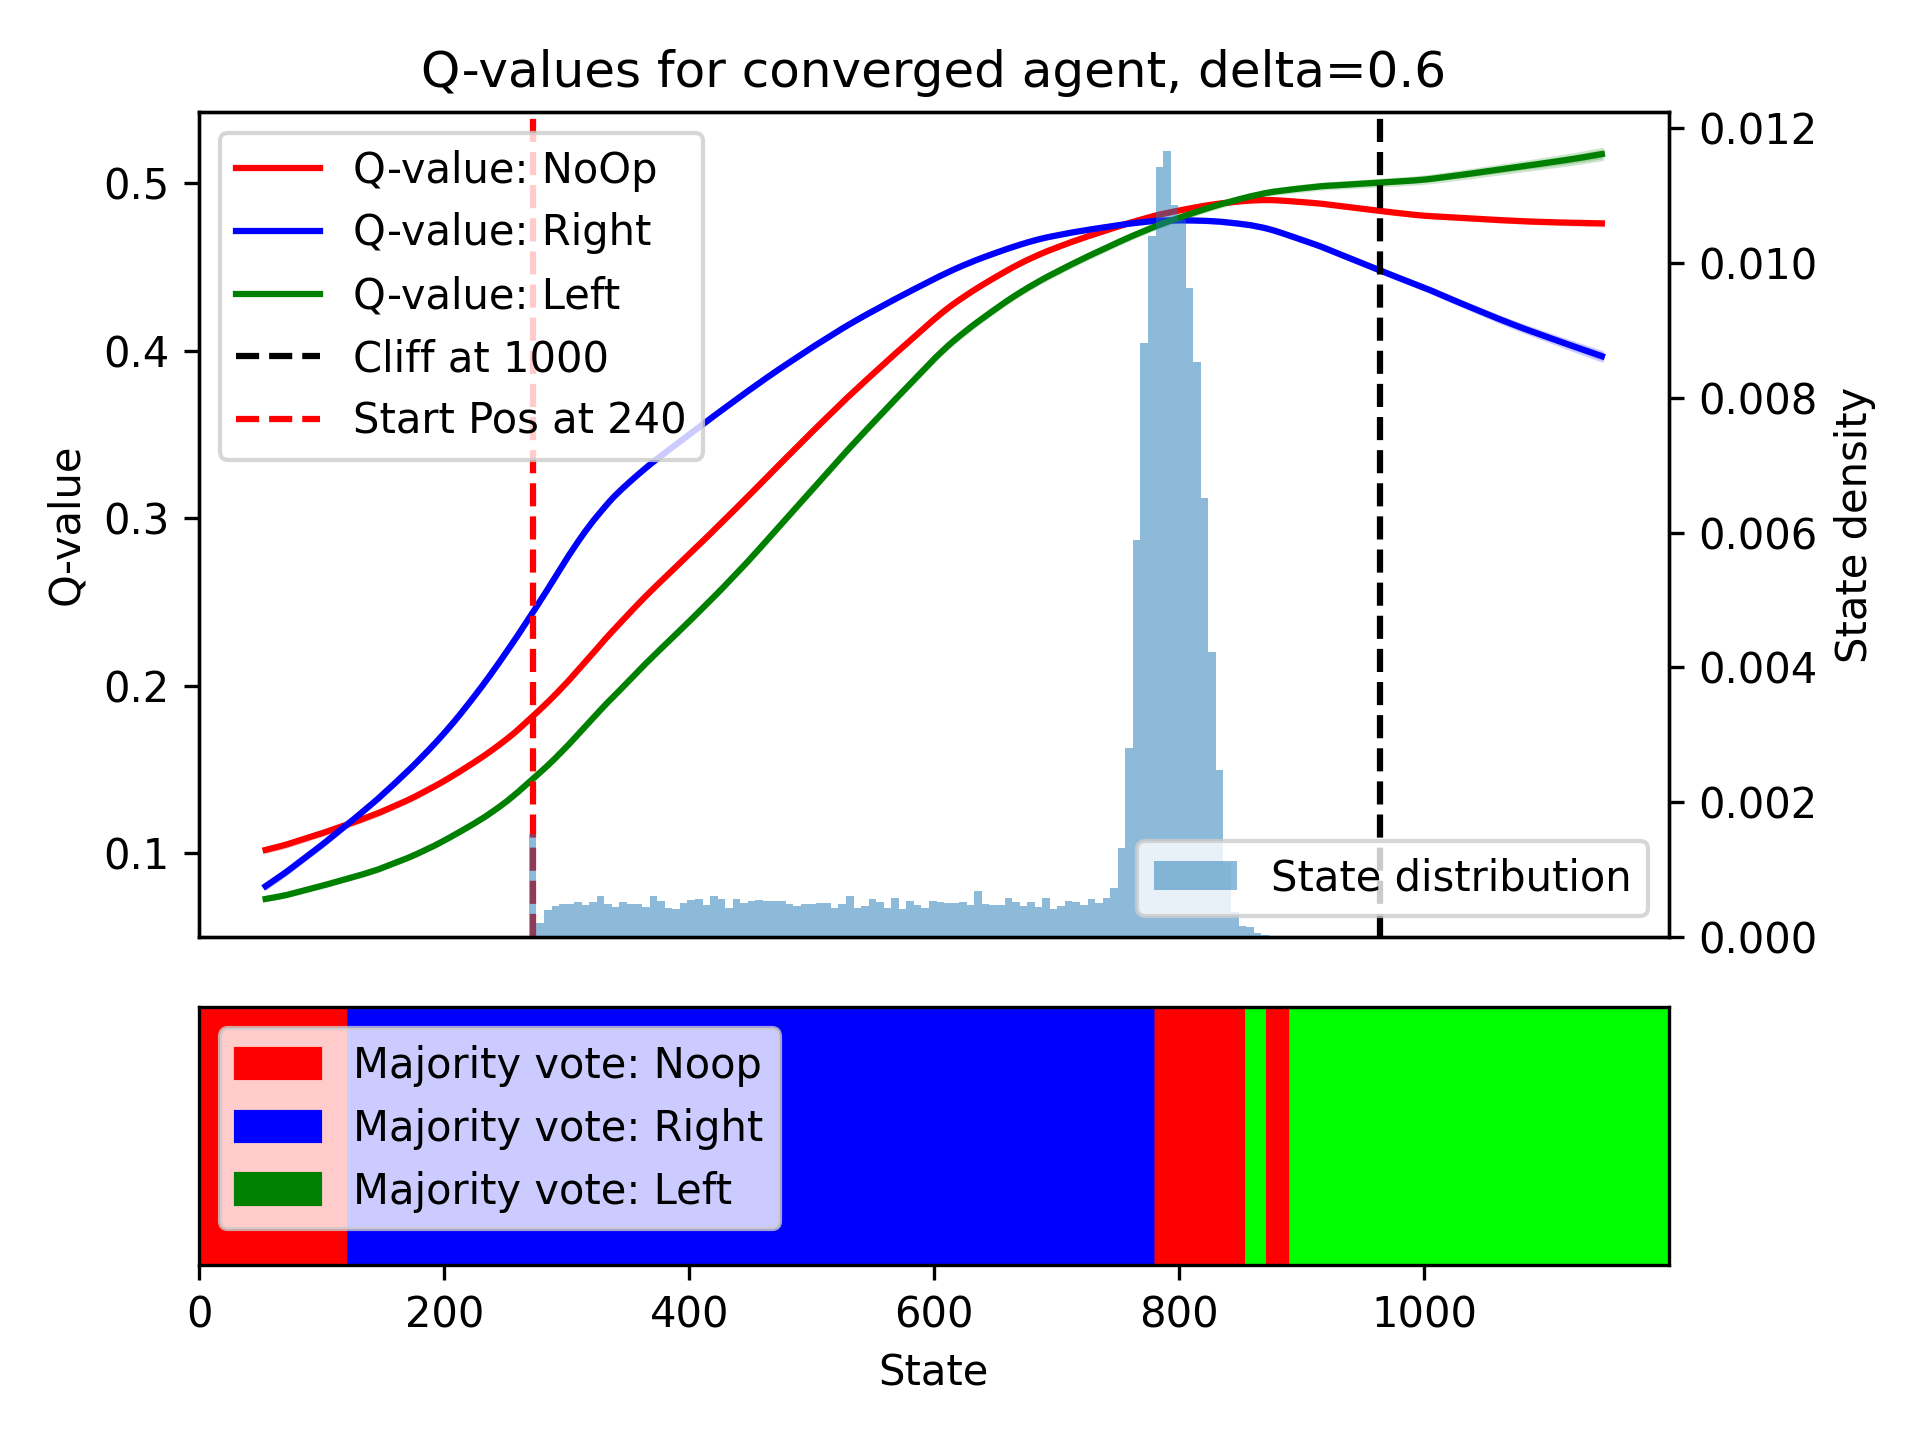 Q-values for converged agent, delta=0.6
Q-value: NoOp
Q-value: Right
Q-value: Left
Cliff at 1000
Start Pos at 240
0.5
0.4
0.3
0.2
0.1
Q-value
0.012
0.010
0.008
0.006
0.004
0.002
0.000
State density
State distribution
Majority vote: Noop
Majority vote: Right
Majority vote: Left
0 200 400 600 800 1000
State